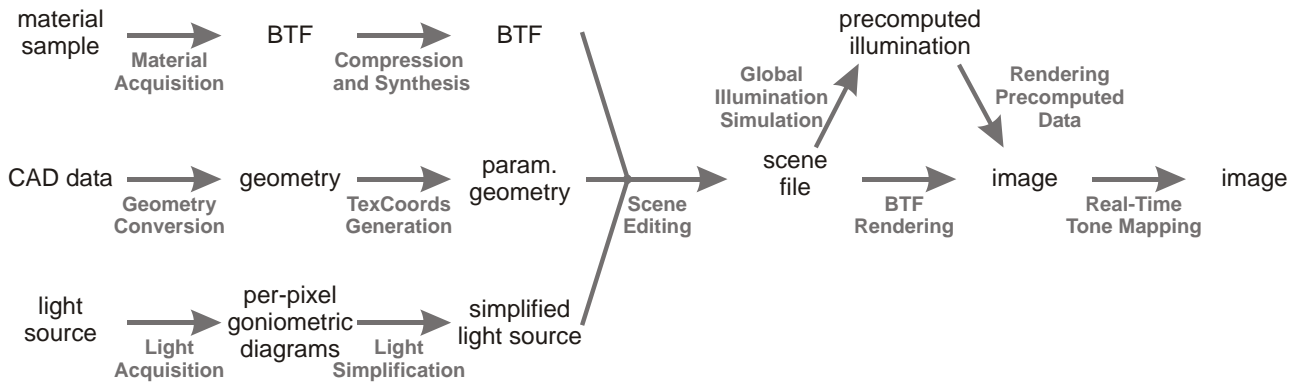 material
sample
Material
Acquisition
BTF
Compression
and Synthesis
BTF
CAD data
Geometry
Conversion
geometry
TexCoords
Generation
param.
geometry
light
source
Light
Acquisition
per-pixel
goniometric
diagrams
Light
Simplification
simplified
light source
Scene
Editing
scene
file
Global
Illumination
Simulation
precomputed
illumination
Rendering
Precomputed
Data
BTF
Rendering
image
Real-Time
Tone Mapping
image